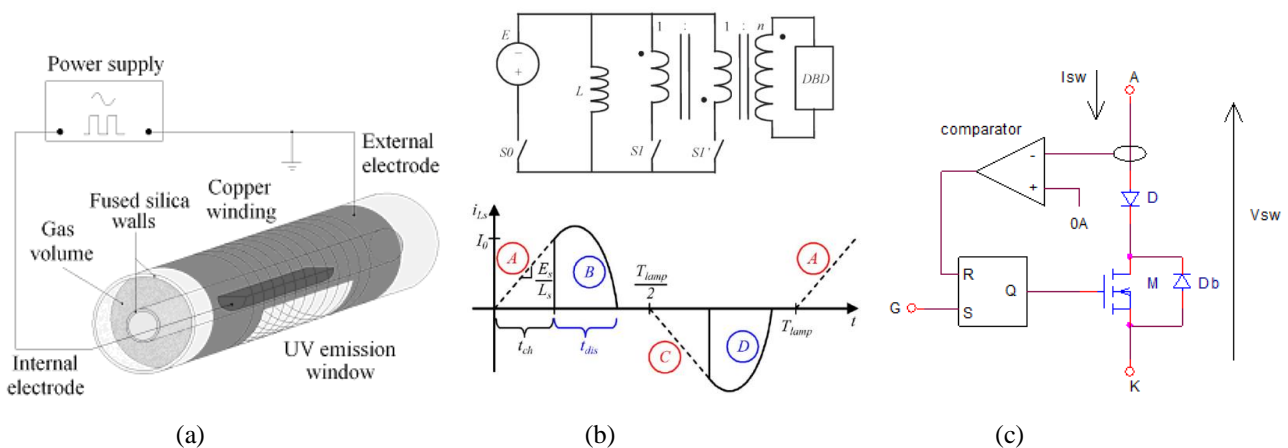 Power supply
External
electrode
Copper
winding
Fused silica
walls
Gas
volume
Internal
electrode
UV emission
window
(a)
E
L
S0
1 : 1 : n
S1
S1'
DBD
i_Ls
I_0
A
E_s
L_s
B
T_lamp
2
A
T_lamp
t
t_ch
t_dis
C
D
(b)
Isw
A
comparator
-
+
0A
D
Vsw
R
S
Q
G
M
Db
K
(c)